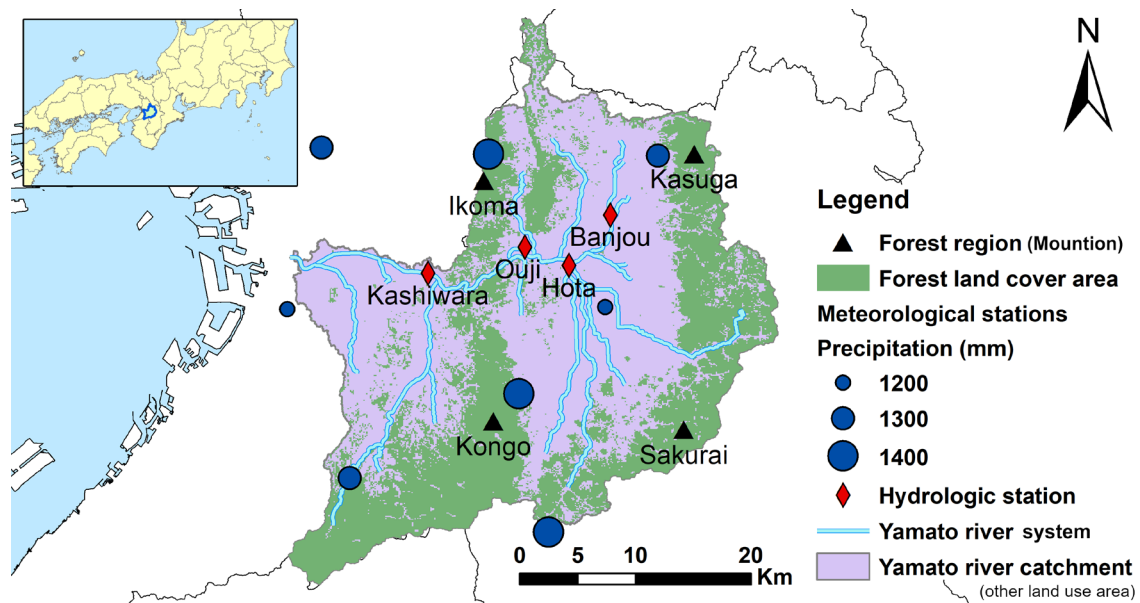 N
Kasuga
Ikoma
Banjou
Ouji
Hota
Kashiwara
Kongo
Sakurai
Legend
Forest region (Mountion)
Forest land cover area
Meteorological stations
Precipitation (mm)
1200
1300
1400
Hydrologic station
Yamato river system
Yamato river catchment
(other land use area)
0 5 10 20
Km